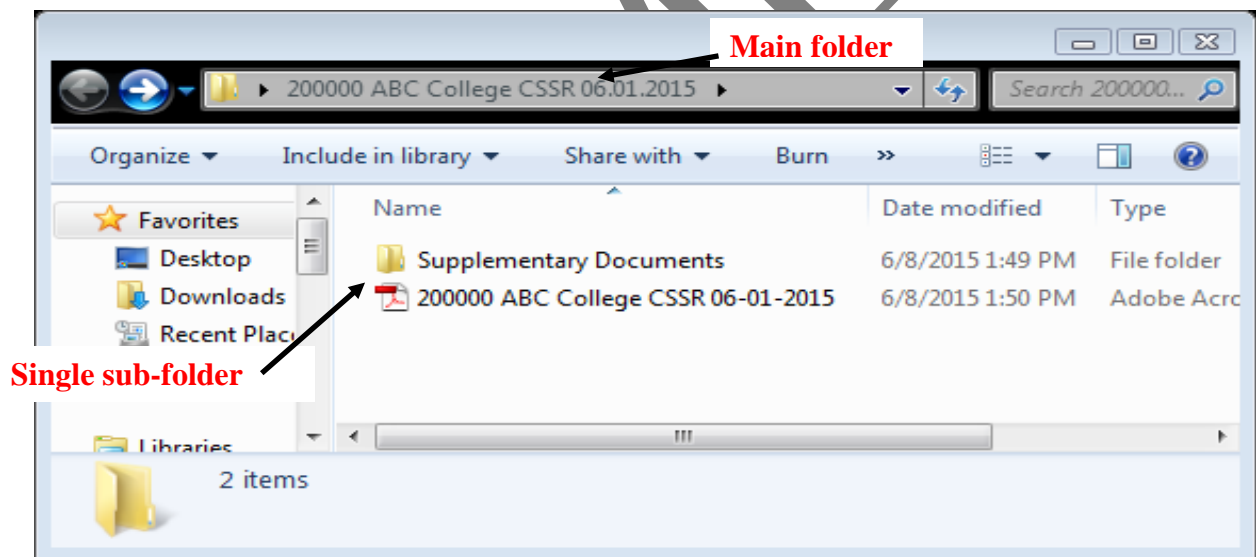 Main folder
200000 ABC College CSSR 06.01.2015
Search 200000...
Organize
Include in library
Share with
Burn
»
Favorites
Name
Date modified
Type
Desktop
Supplementary Documents
6/8/2015 1:49 PM
File folder
Downloads
200000 ABC College CSSR 06-01-2015
6/8/2015 1:50 PM
Adobe Acro
Recent Plac
Single sub-folder
Libraries
2 items